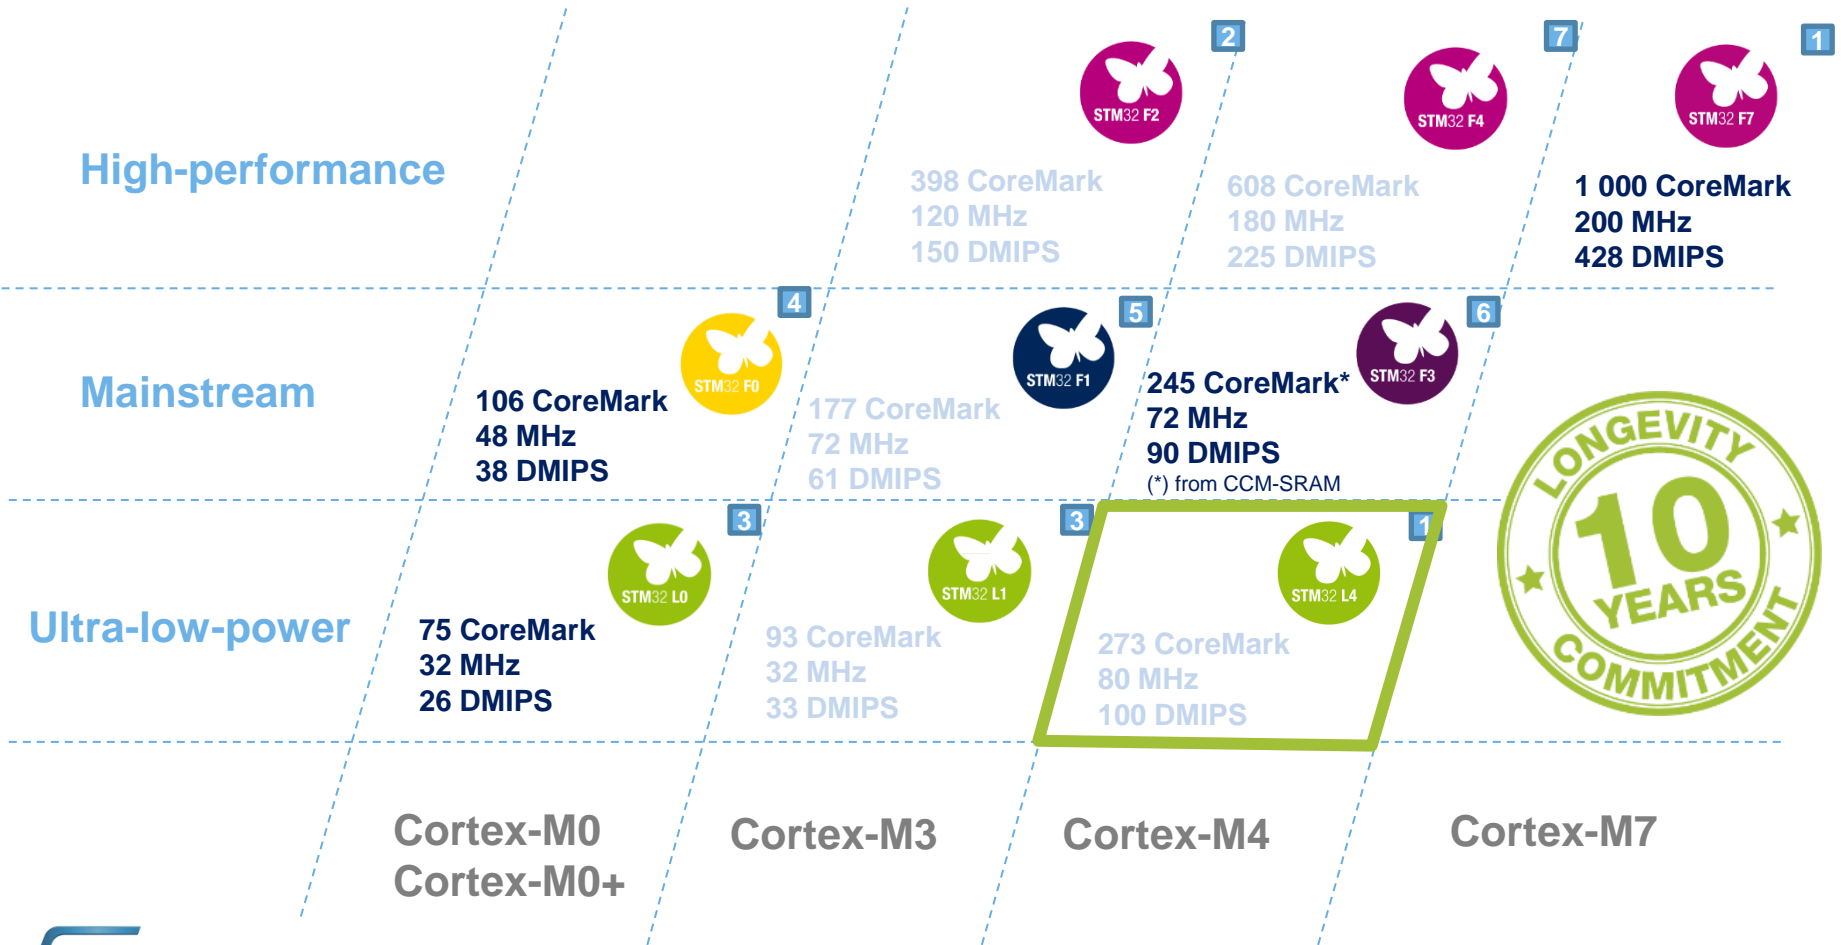 2
7
1
STM32 F2
STM32 F4
STM32 F7
High-performance
398 CoreMark
120 MHz
150 DMIPS
608 CoreMark
180 MHz
225 DMIPS
1 000 CoreMark
200 MHz
428 DMIPS
4
5
6
STM32 F0
STM32 F1
STM32 F3
Mainstream
106 CoreMark
48 MHz
38 DMIPS
177 CoreMark
72 MHz
61 DMIPS
245 CoreMark*
72 MHz
90 DMIPS
(*) from CCM-SRAM
LONGEVITY
10
YEARS
COMMITMENT
3
3
1
STM32 L0
STM32 L1
STM32 L4
Ultra-low-power
75 CoreMark
32 MHz
26 DMIPS
93 CoreMark
32 MHz
33 DMIPS
273 CoreMark
80 MHz
100 DMIPS
Cortex-M0
Cortex-M0+
Cortex-M3
Cortex-M4
Cortex-M7